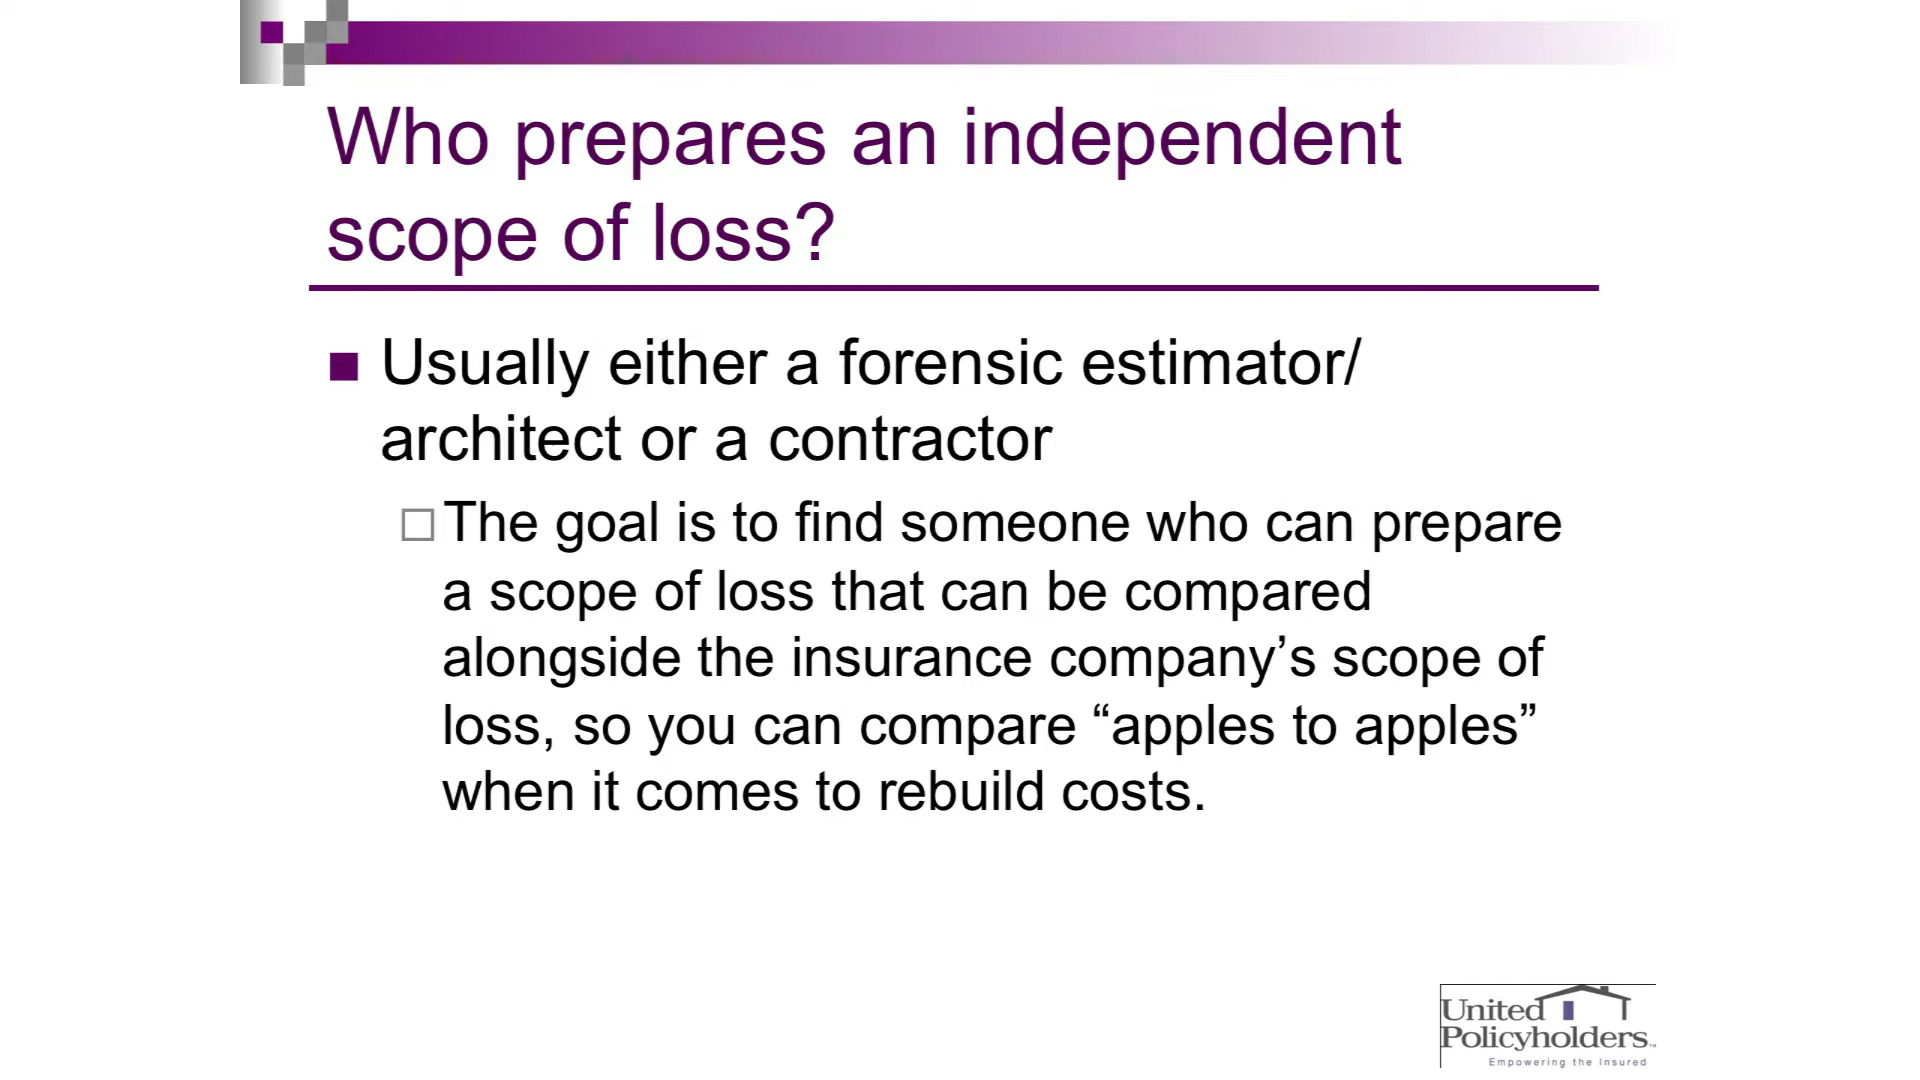 Who prepares an independent
scope of loss?
Usually either a forensic estimator/
architect or a contractor
The goal is to find someone who can prepare
a scope of loss that can be compared
alongside the insurance company’s scope of
loss, so you can compare “apples to apples”
when it comes to rebuild costs.
United
Policyholders™
Empowering the Insured